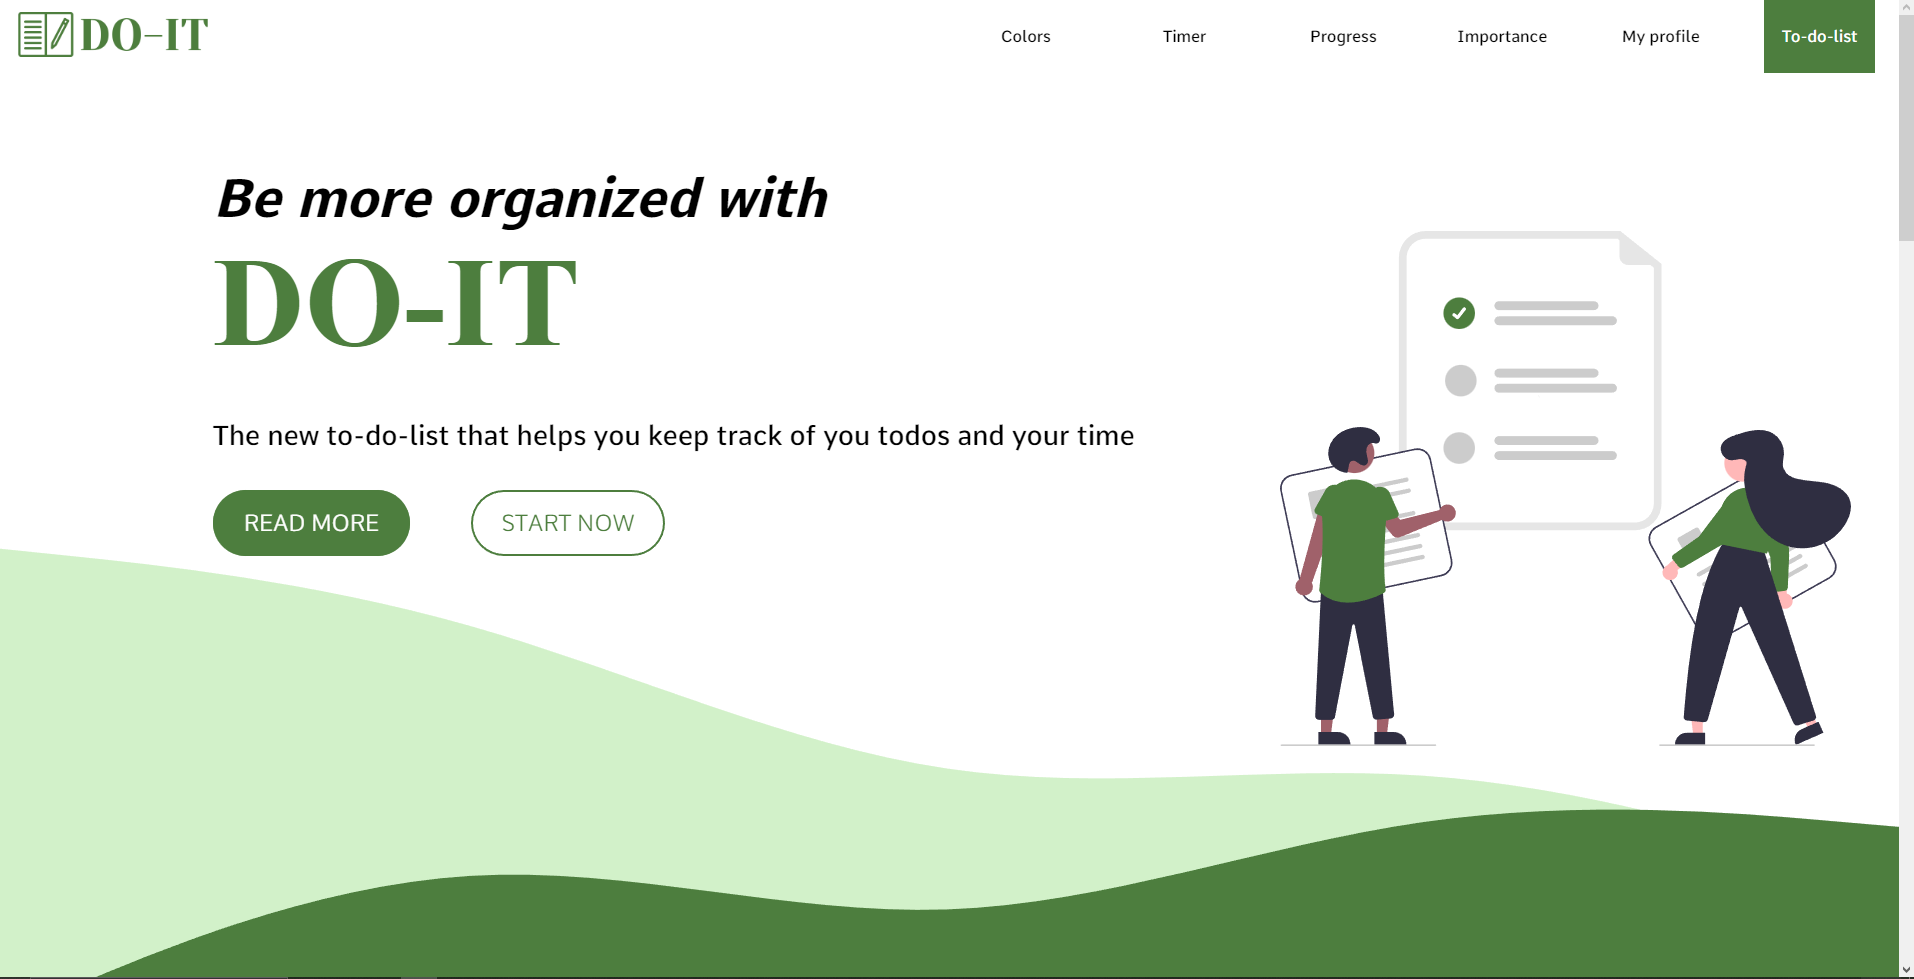 DO-IT
Colors
Timer
Progress
Importance
My profile
To-do-list
Be more organized with
DO-IT
The new to-do-list that helps you keep track of you todos and your time
READ MORE
START NOW